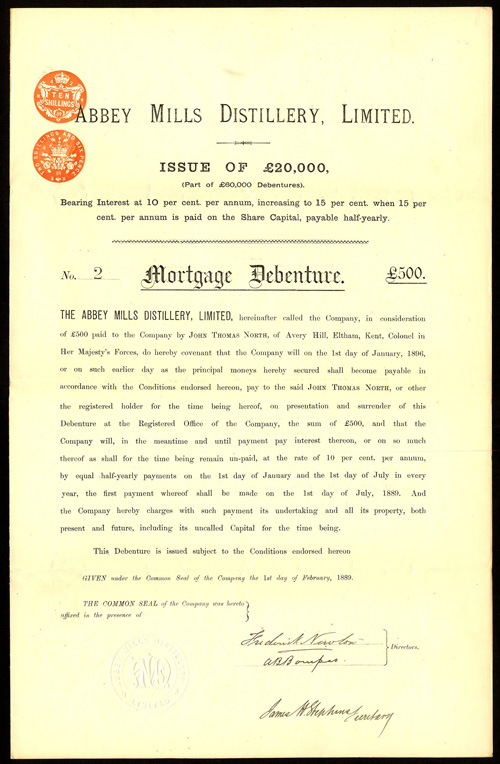 TEN
SHILLINGS
TWO SHILLINGS AND SIX PENCE
ABBEY MILLS DISTILLERY, LIMITED.
ISSUE OF £20,000,
(Part of £60,000 Debentures).
Bearing Interest at 10 per cent. per annum, increasing to 15 per cent. when 15 per
cent. per annum is paid on the Share Capital, payable half-yearly.
No. 2 Mortgage Debenture. £500.
THE ABBEY MILLS DISTILLERY, LIMITED, hereinafter called the Company, in consideration
of £500 paid to the Company by JOHN THOMAS NORTH, of Avery Hill, Eltham, Kent, Colonel in
Her Majesty's Forces, do hereby covenant that the Company will on the 1st day of January, 1896,
or on such earlier day as the principal moneys hereby secured shall become payable in
accordance with the Conditions endorsed hereon, pay to the said JOHN THOMAS NORTH, or other
the registered holder for the time being hereof, on presentation and surrender of this
Debenture at the Registered Office of the Company, the sum of £500, and that the
Company will, in the meantime and until payment pay interest thereon, or on so much
thereof as shall for the time being remain un-paid, at the rate of 10 per cent. per annum,
by equal half-yearly payments on the 1st day of January and the 1st day of July in every
year, the first payment whereof shall be made on the 1st day of July, 1889. And
the Company hereby charges with such payment its undertaking and all its property, both
present and future, including its uncalled Capital for the time being.
This Debenture is issued subject to the Conditions endorsed hereon
GIVEN under the Common Seal of the Company the 1st day of February, 1889.
THE COMMON SEAL of the Company was hereto
affixed in the presence of
Frederick Newton
Directors.
James H Stephens Secretary